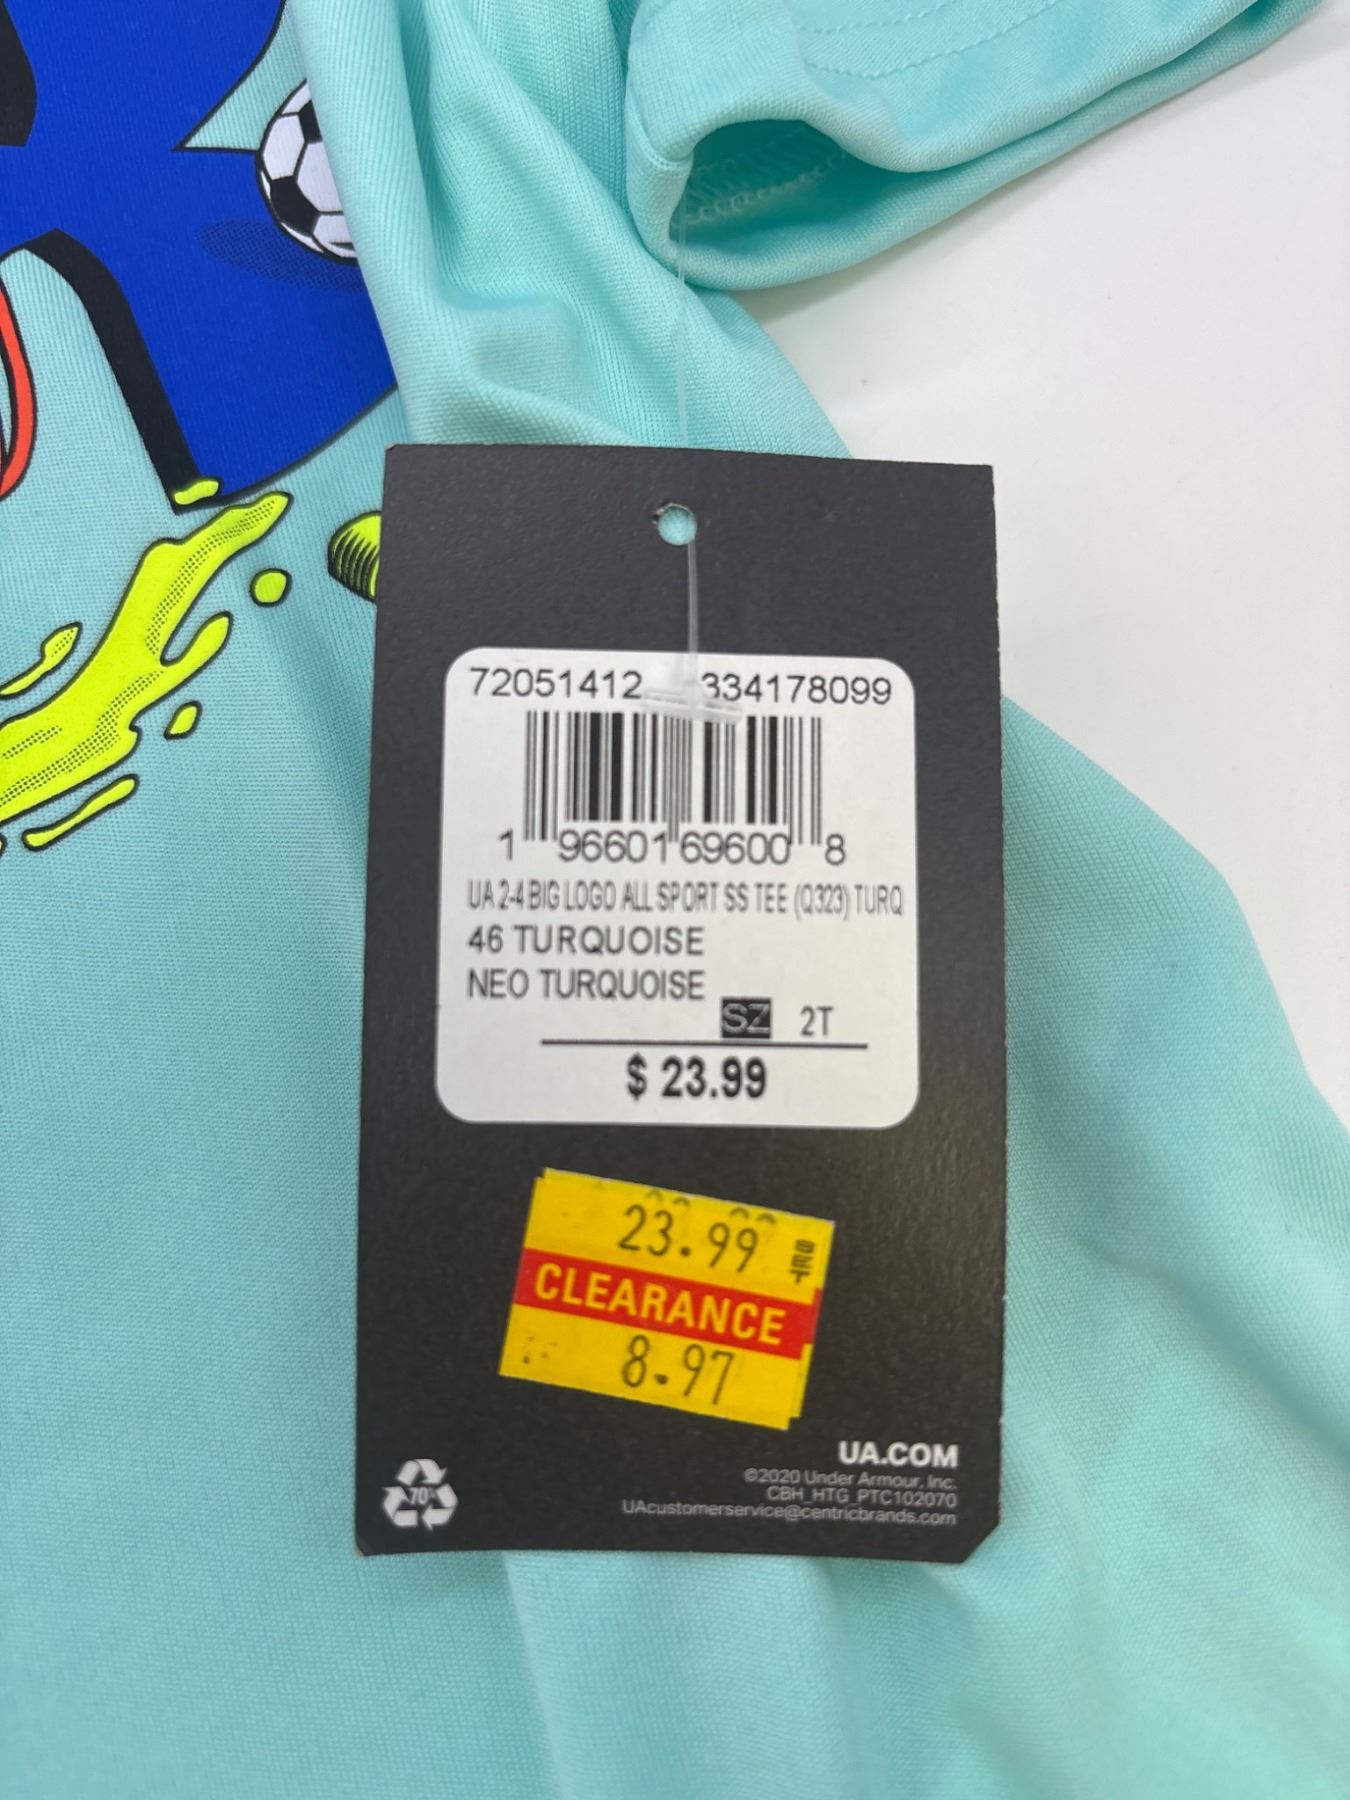 72051412 334178099
1 96601 69600 8
UA 2-4 BIG LOGO ALL SPORT SS TEE (Q323) TURQ
46 TURQUOISE
NEO TURQUOISE
SZ 2T
$ 23.99
23.99
CLEARANCE
8.97
UA.COM
©2020 Under Armour, Inc.
CBH_HTG_PTC102070
UAcustomerservice@centricbrands.com
70%